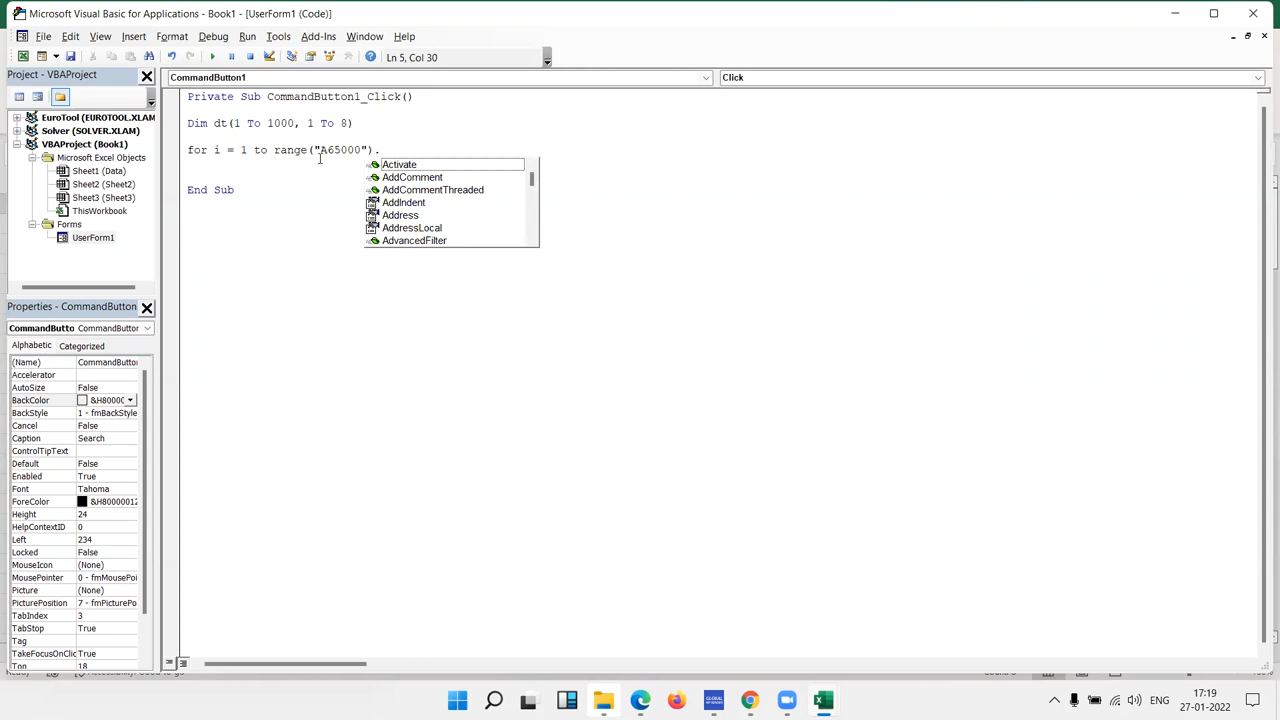 Microsoft Visual Basic for Applications - Book1 - [UserForm1 (Code)]
File Edit View Insert Format Debug Run Tools Add-Ins Window Help
Ln 5, Col 30
Project - VBAProject
CommandButton1
Click
EuroTool (EUROTOOL.XLAM
Solver (SOLVER.XLAM)
VBAProject (Book1)
Microsoft Excel Objects
Sheet1 (Data)
Sheet2 (Sheet2)
Sheet3 (Sheet3)
ThisWorkbook
Forms
UserForm1
Private Sub CommandButton1_Click()
Dim dt(1 To 1000, 1 To 8)
for i = 1 to range("A65000").
Activate
AddComment
AddCommentThreaded
AddIndent
Address
AddressLocal
AdvancedFilter
End Sub
Properties - CommandButton
CommandButto CommandButton
Alphabetic Categorized
(Name) CommandButto
Accelerator
AutoSize False
BackColor &H8000C
BackStyle 1 - fmBackStyle
Cancel False
Caption Search
ControlTipText
Default False
Enabled True
Font Tahoma
ForeColor &H80000012
Height 24
HelpContextID 0
Left 234
Locked False
MouseIcon (None)
MousePointer 0 - fmMousePoi
Picture (None)
PicturePosition 7 - fmPicturePo
TabIndex 3
TabStop True
Tag
TakeFocusOnClic True
Top 18
ENG
17:19
27-01-2022